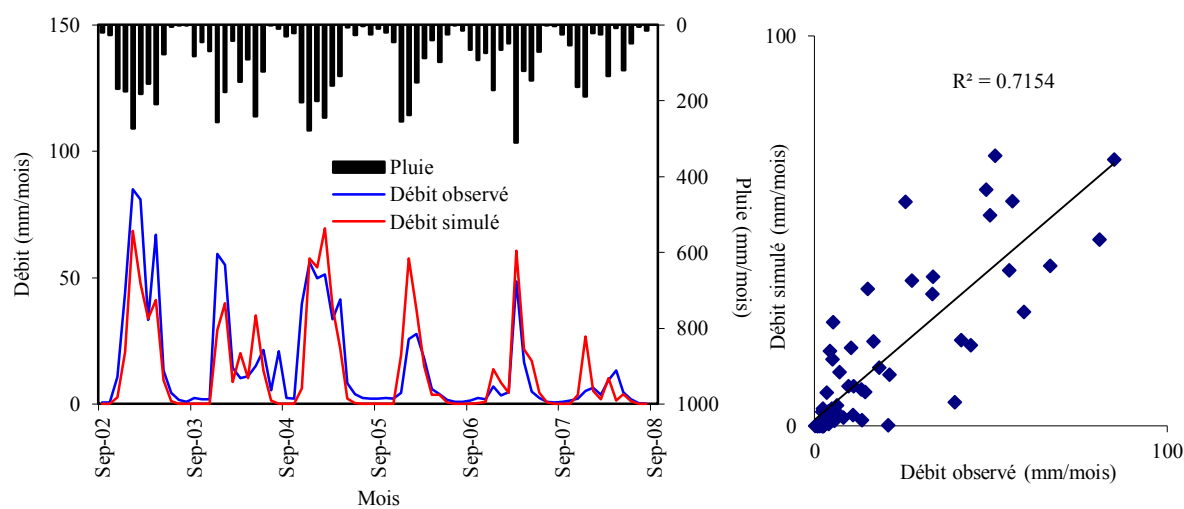 150
100
50
0
Débit (mm/mois)
0
200
400
600
800
1000
Pluie (mm/mois)
Pluie
Débit observé
Débit simulé
Sep-02
Sep-03
Sep-04
Sep-05
Sep-06
Sep-07
Sep-08
Mois
100
0
Débit simulé (mm/mois)
R² = 0.7154
0
100
Débit observé (mm/mois)